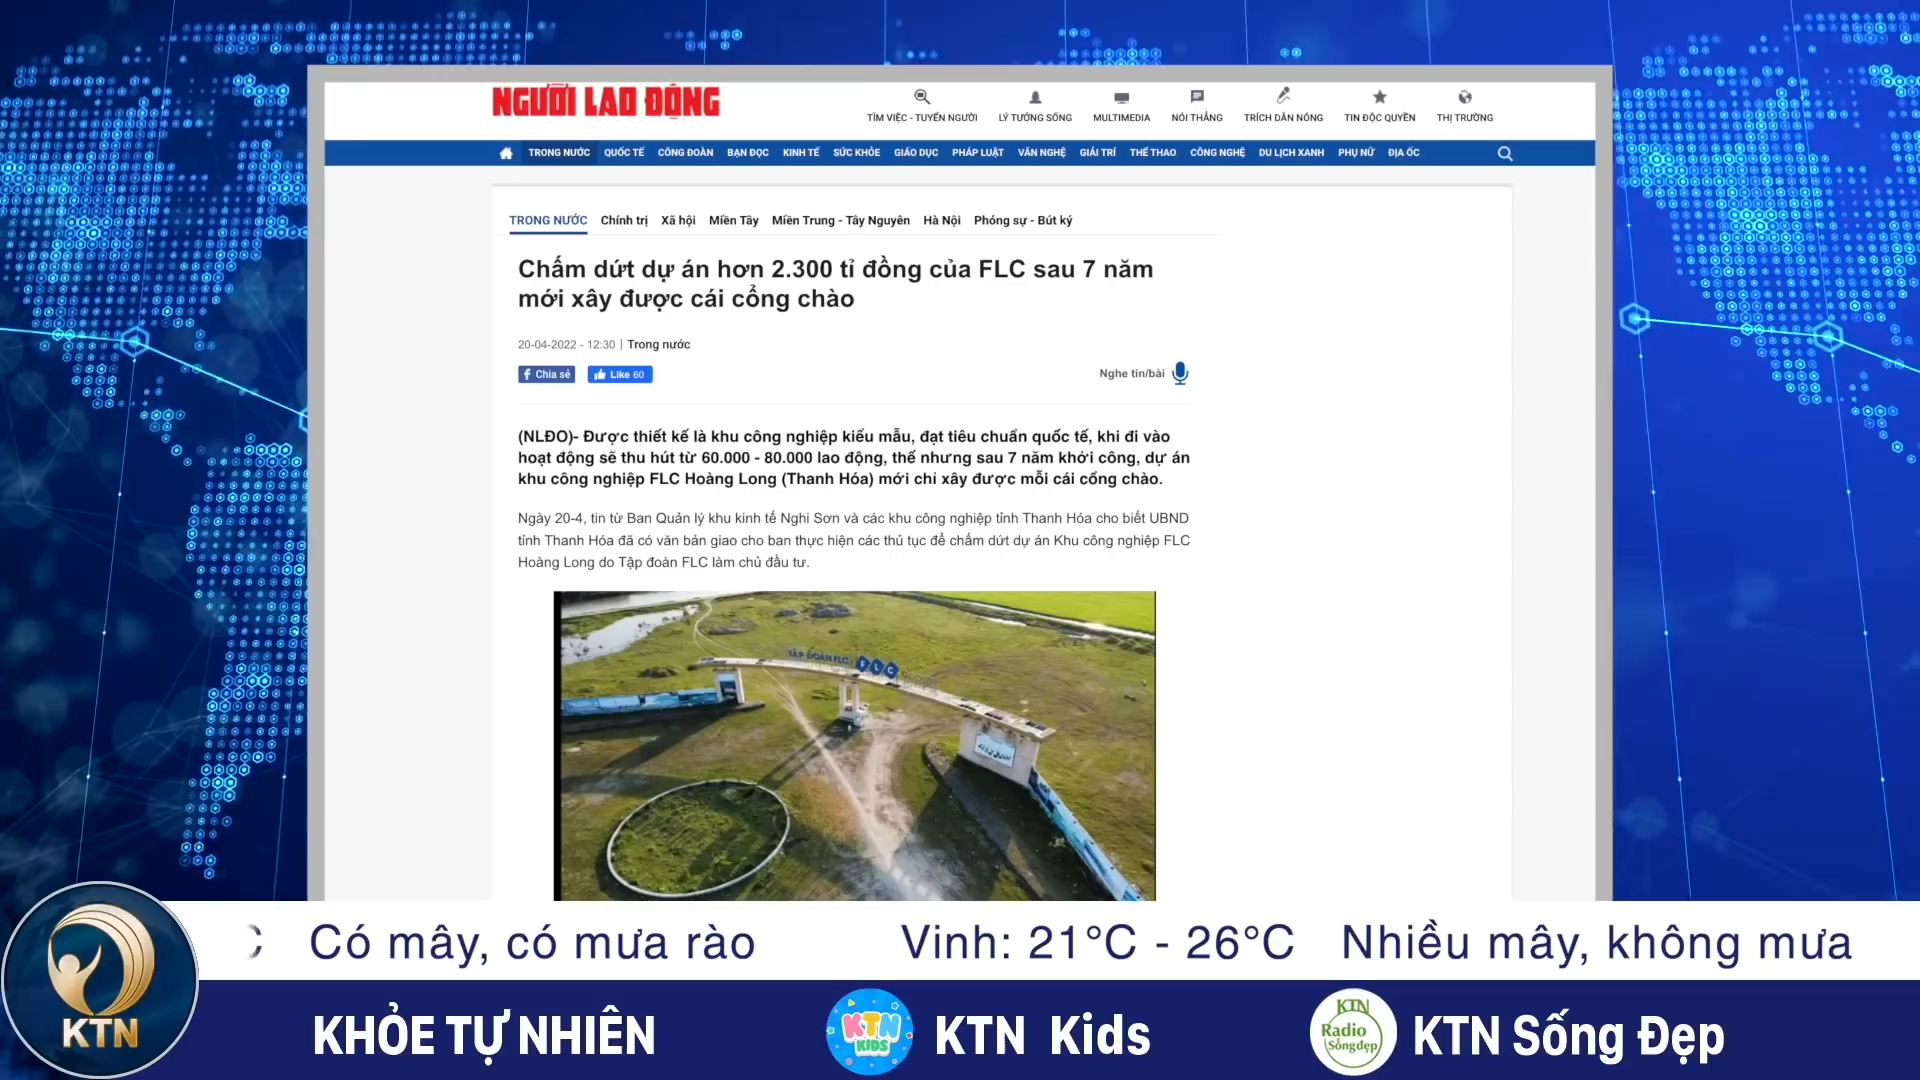 NGƯỜI LAO ĐỘNG
TÌM VIỆC - TUYỂN NGƯỜI
LÝ TƯỞNG SỐNG
MULTIMEDIA
NÓI THẲNG
TRÍCH DẪN NÓNG
TIN ĐỘC QUYỀN
THỊ TRƯỜNG
TRONG NƯỚC QUỐC TẾ CÔNG ĐOÀN BẠN ĐỌC KINH TẾ SỨC KHỎE GIÁO DỤC PHÁP LUẬT VĂN NGHỆ GIẢI TRÍ THỂ THAO CÔNG NGHỆ DU LỊCH XANH PHỤ NỮ ĐỊA ỐC
TRONG NƯỚC Chính trị Xã hội Miền Tây Miền Trung - Tây Nguyên Hà Nội Phóng sự - Bút ký
Chấm dứt dự án hơn 2.300 tỉ đồng của FLC sau 7 năm
mới xây được cái cổng chào
20-04-2022 - 12:30 | Trong nước
Chia sẻ
Like 60
Nghe tin/bài
(NLĐO)- Được thiết kế là khu công nghiệp kiểu mẫu, đạt tiêu chuẩn quốc tế, khi đi vào
hoạt động sẽ thu hút từ 60.000 - 80.000 lao động, thế nhưng sau 7 năm khởi công, dự án
khu công nghiệp FLC Hoàng Long (Thanh Hóa) mới chỉ xây được mỗi cái cổng chào.
Ngày 20-4, tin từ Ban Quản lý khu kinh tế Nghi Sơn và các khu công nghiệp tỉnh Thanh Hóa cho biết UBND
tỉnh Thanh Hóa đã có văn bản giao cho ban thực hiện các thủ tục để chấm dứt dự án Khu công nghiệp FLC
Hoàng Long do Tập đoàn FLC làm chủ đầu tư.
TẬP ĐOÀN FLC FLC
C Có mây, có mưa rào Vinh: 21°C - 26°C Nhiều mây, không mưa
KTN
KHỎE TỰ NHIÊN
KTN
KIDS
KTN Kids
KTN
Radio
Sốngđẹp
KTN Sống Đẹp